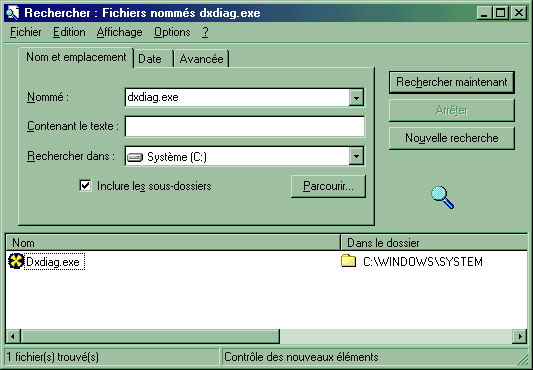 Rechercher : Fichiers nommés dxdiag.exe
Fichier Edition Affichage Options ?
Nom et emplacement Date Avancée
Nommé : dxdiag.exe
Contenant le texte :
Rechercher dans : Système (C:)
Inclure les sous-dossiers Parcourir...
Rechercher maintenant
Arrêter
Nouvelle recherche
Nom Dans le dossier
Dxdiag.exe C:\WINDOWS\SYSTEM
1 fichier(s) trouvé(s) Contrôle des nouveaux éléments